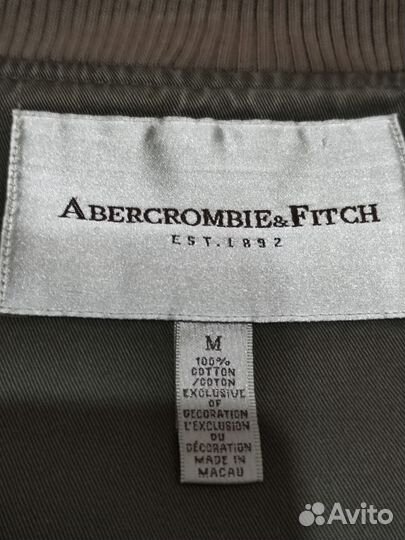 ABERCROMBIE&FITCH
EST.1892
M
100%
COTTON
/COTON
EXCLUSIVE
OF
DECORATION
L'EXCLUSION
DU
DÉCORATION
MADE IN
MACAU
Avito